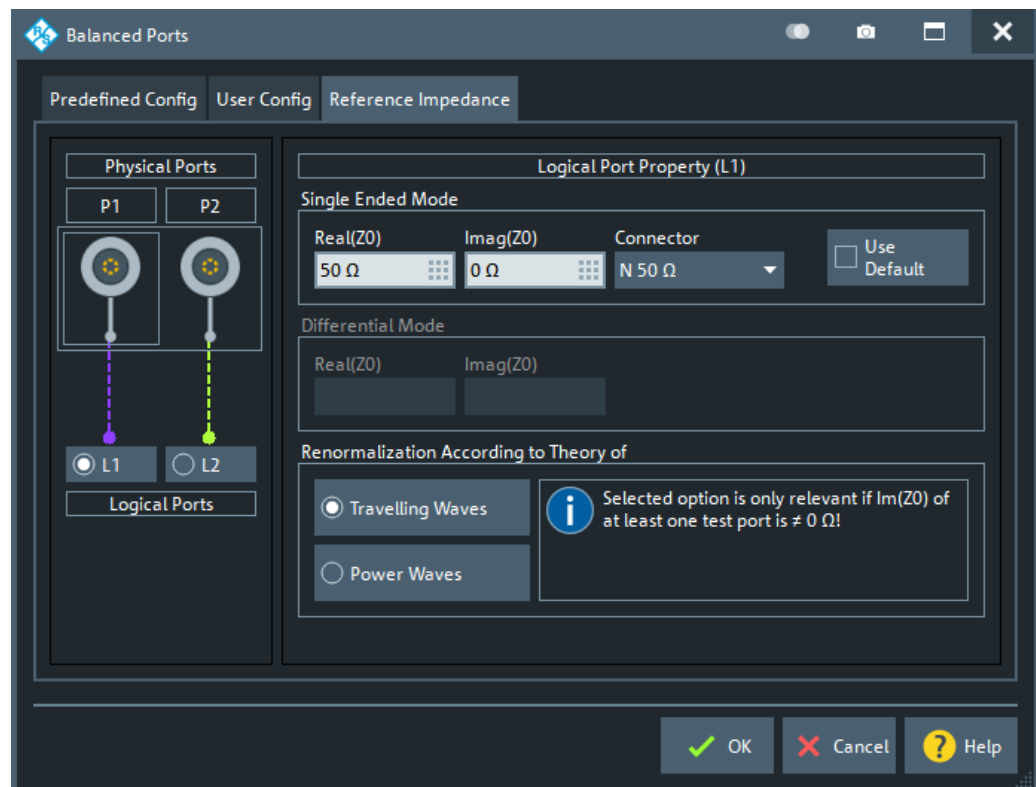 R&S
Balanced Ports
Predefined Config
User Config
Reference Impedance
Physical Ports
P1
P2
L1
L2
Logical Ports
Logical Port Property (L1)
Single Ended Mode
Real(Z0)
Imag(Z0)
Connector
50 Ω
0 Ω
N 50 Ω
Use
Default
Differential Mode
Real(Z0)
Imag(Z0)
Renormalization According to Theory of
Travelling Waves
Power Waves
Selected option is only relevant if Im(Z0) of
at least one test port is ≠ 0 Ω!
OK
Cancel
Help